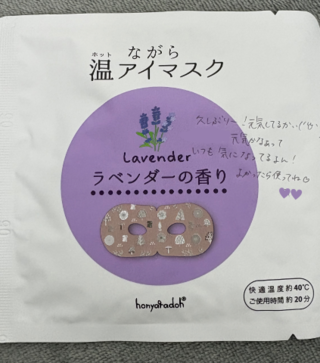 ながら
ホット
温アイマスク
久しぶり〜!元気してるかー?
元気かなぁって
いつも気になってるよん!
よかったら使ってね
Lavender
ラベンダーの香り
honyaradoh
快適温度約40℃
ご使用時間約20分